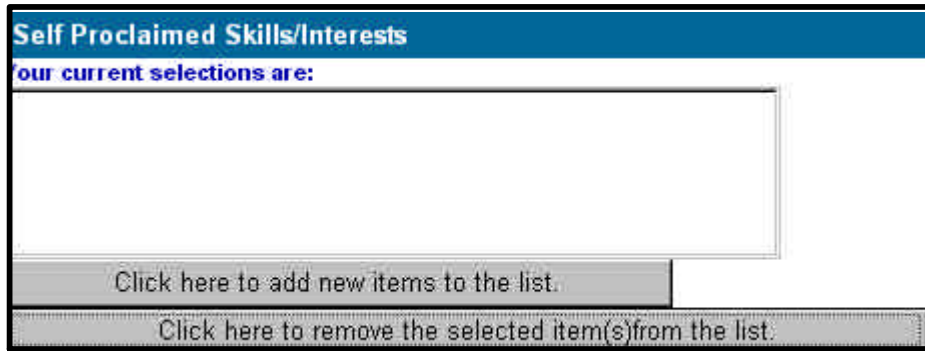 Self Proclaimed Skills/Interests
Your current selections are:
Click here to add new items to the list.
Click here to remove the selected item(s)from the list.